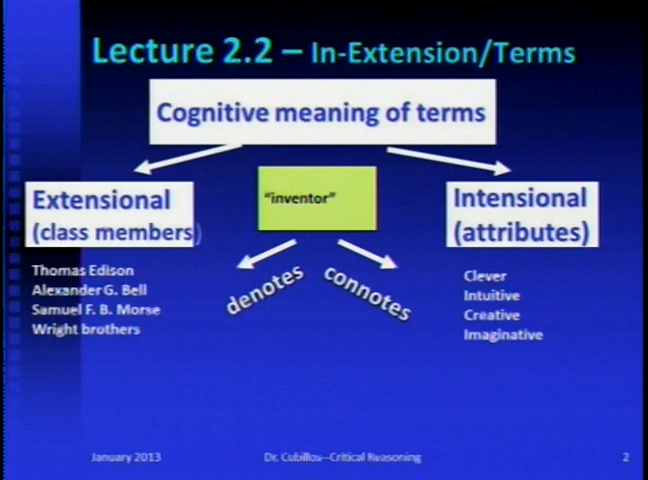 Lecture 2.2 – In-Extension/Terms
Cognitive meaning of terms
Extensional
(class members)
"inventor"
Intensional
(attributes)
denotes
connotes
Thomas Edison
Alexander G. Bell
Samuel F. B. Morse
Wright brothers
Clever
Intuitive
Creative
Imaginative
January 2013
Dr. Cubillos--Critical Reasoning
2